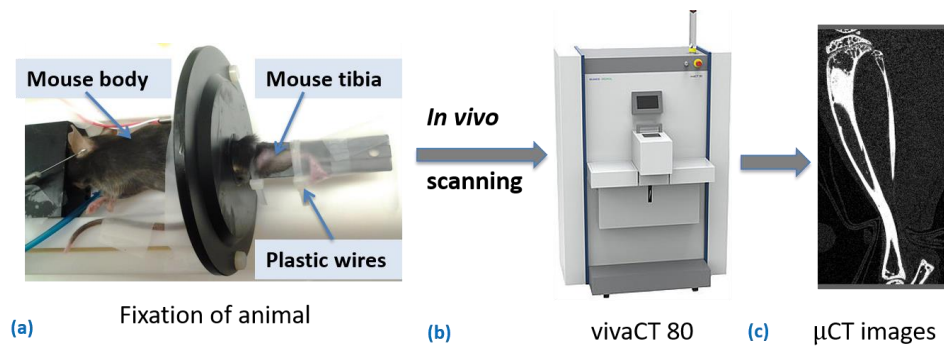 Mouse body
Mouse tibia
Plastic wires
Fixation of animal
(a)
In vivo
scanning
(b)
vivaCT 80
(c)
μCT images